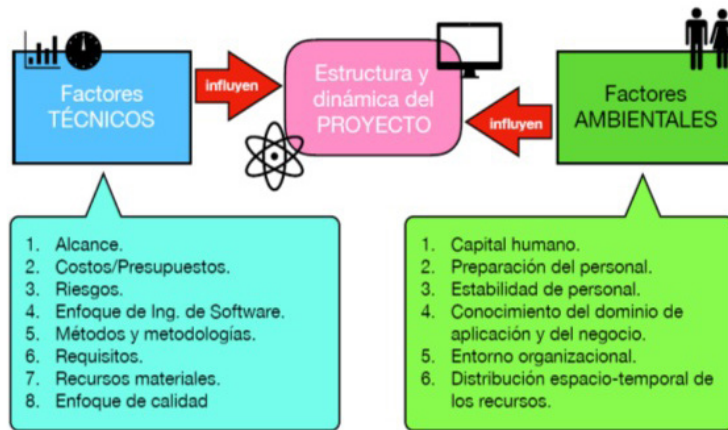 Factores
TÉCNICOS
influyen
Estructura y
dinámica del
PROYECTO
influyen
Factores
AMBIENTALES
1. Alcance.
2. Costos/Presupuestos.
3. Riesgos.
4. Enfoque de Ing. de Software.
5. Métodos y metodologías.
6. Requisitos.
7. Recursos materiales.
8. Enfoque de calidad
1. Capital humano.
2. Preparación del personal.
3. Estabilidad de personal.
4. Conocimiento del dominio de
aplicación y del negocio.
5. Entorno organizacional.
6. Distribución espacio-temporal de
los recursos.